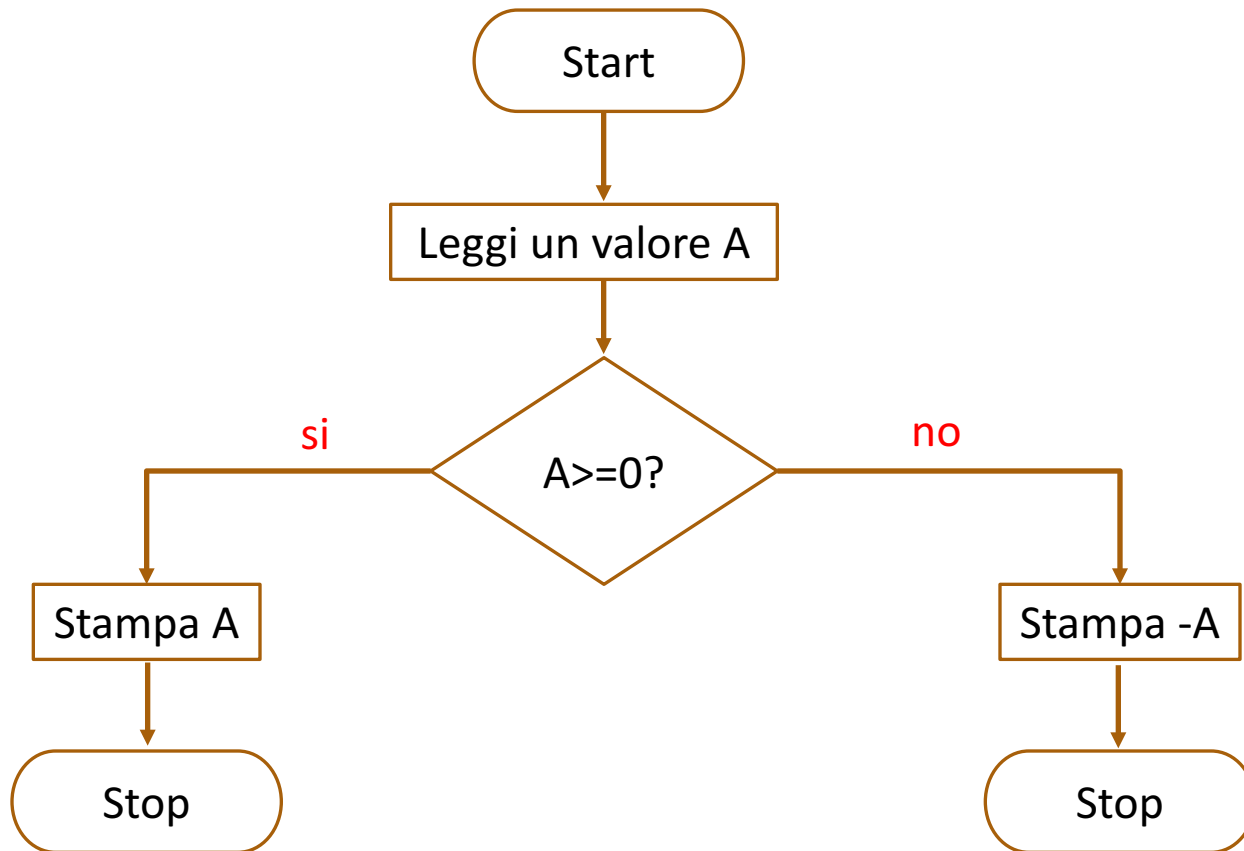 Start
Leggi un valore A
si
no
A>=0?
Stampa A
Stampa -A
Stop
Stop